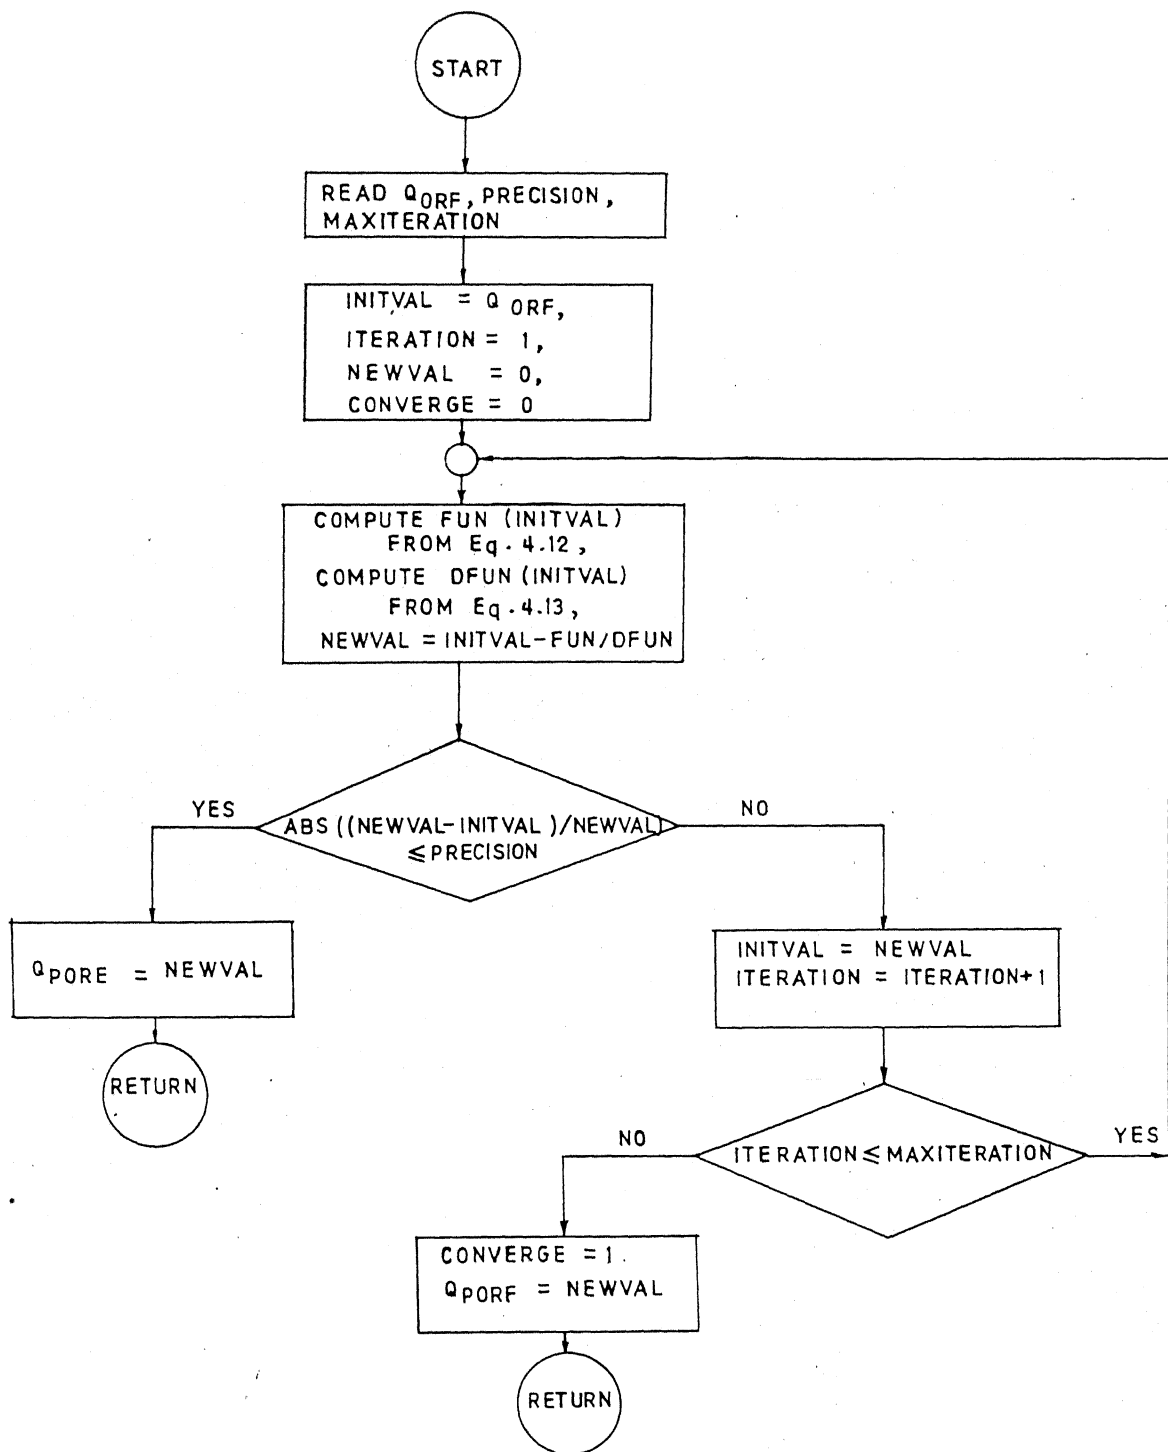 START
READ QORF, PRECISION,
MAXITERATION
INITVAL = QORF,
ITERATION = 1,
NEWVAL = 0,
CONVERGE = 0
COMPUTE FUN (INITVAL)
FROM Eq. 4.12,
COMPUTE DFUN (INITVAL)
FROM Eq. 4.13,
NEWVAL = INITVAL-FUN/DFUN
YES
ABS ((NEWVAL-INITVAL)/NEWVAL)
≤ PRECISION
NO
QPORE = NEWVAL
RETURN
INITVAL = NEWVAL
ITERATION = ITERATION+1
NO
ITERATION ≤ MAXITERATION
YES
CONVERGE = 1.
QPORF = NEWVAL
RETURN